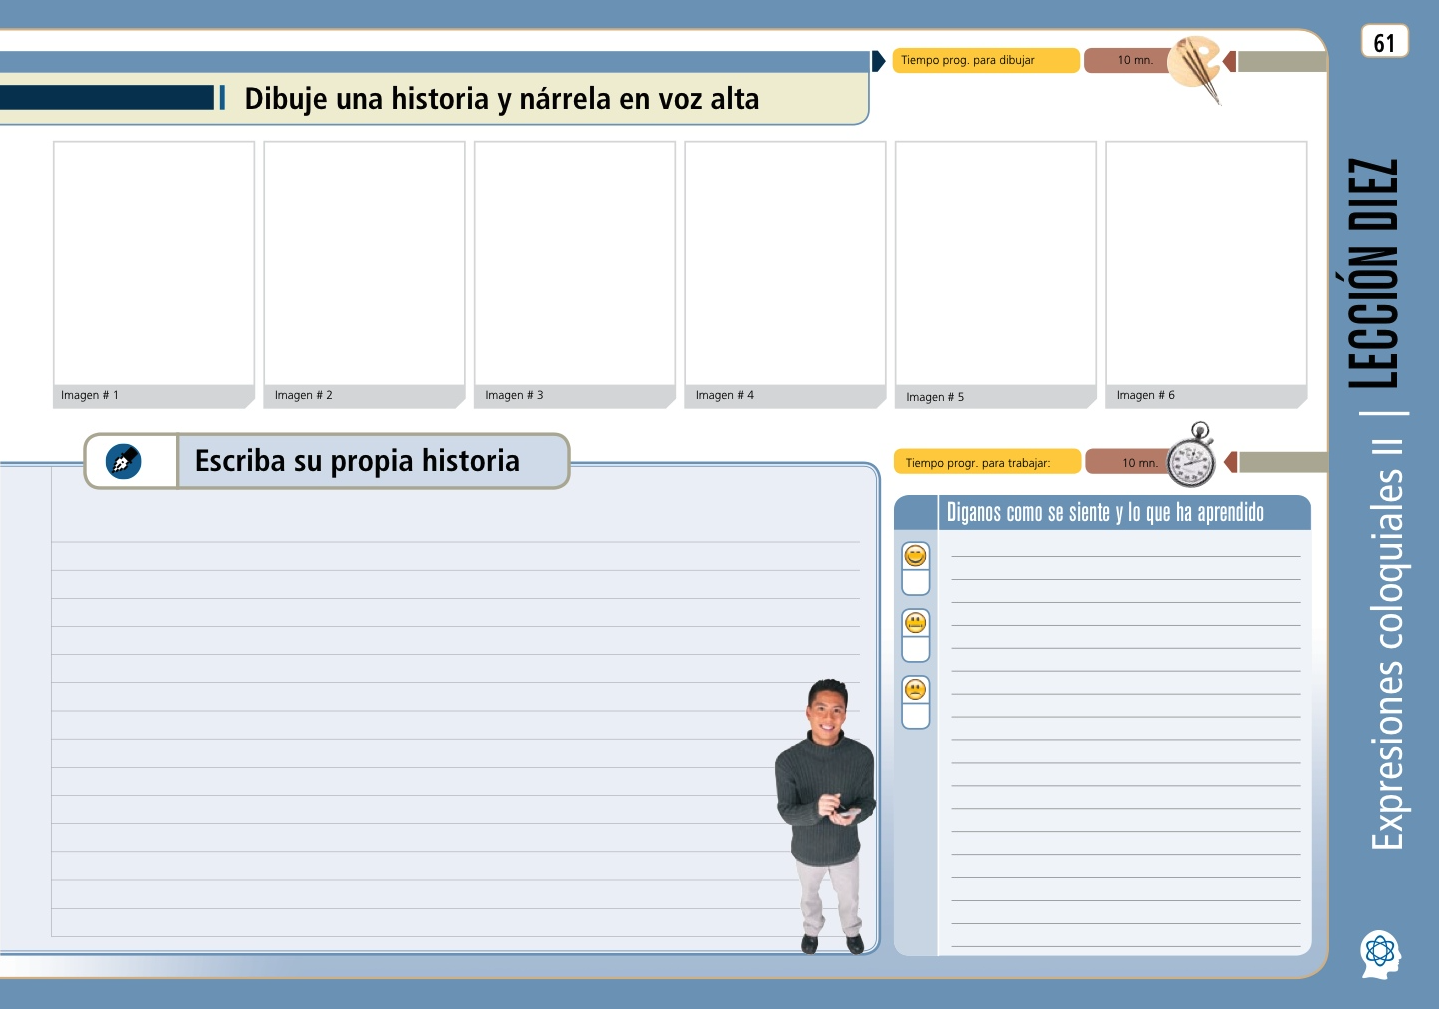 61
Tiempo prog. para dibujar
10 mn.
Dibuje una historia y nárrela en voz alta
Imagen # 1
Imagen # 2
Imagen # 3
Imagen # 4
Imagen # 5
Imagen # 6
Escriba su propia historia
Tiempo progr. para trabajar:
10 mn.
Diganos como se siente y lo que ha aprendido
Expresiones coloquiales II | LECCIÓN DIEZ